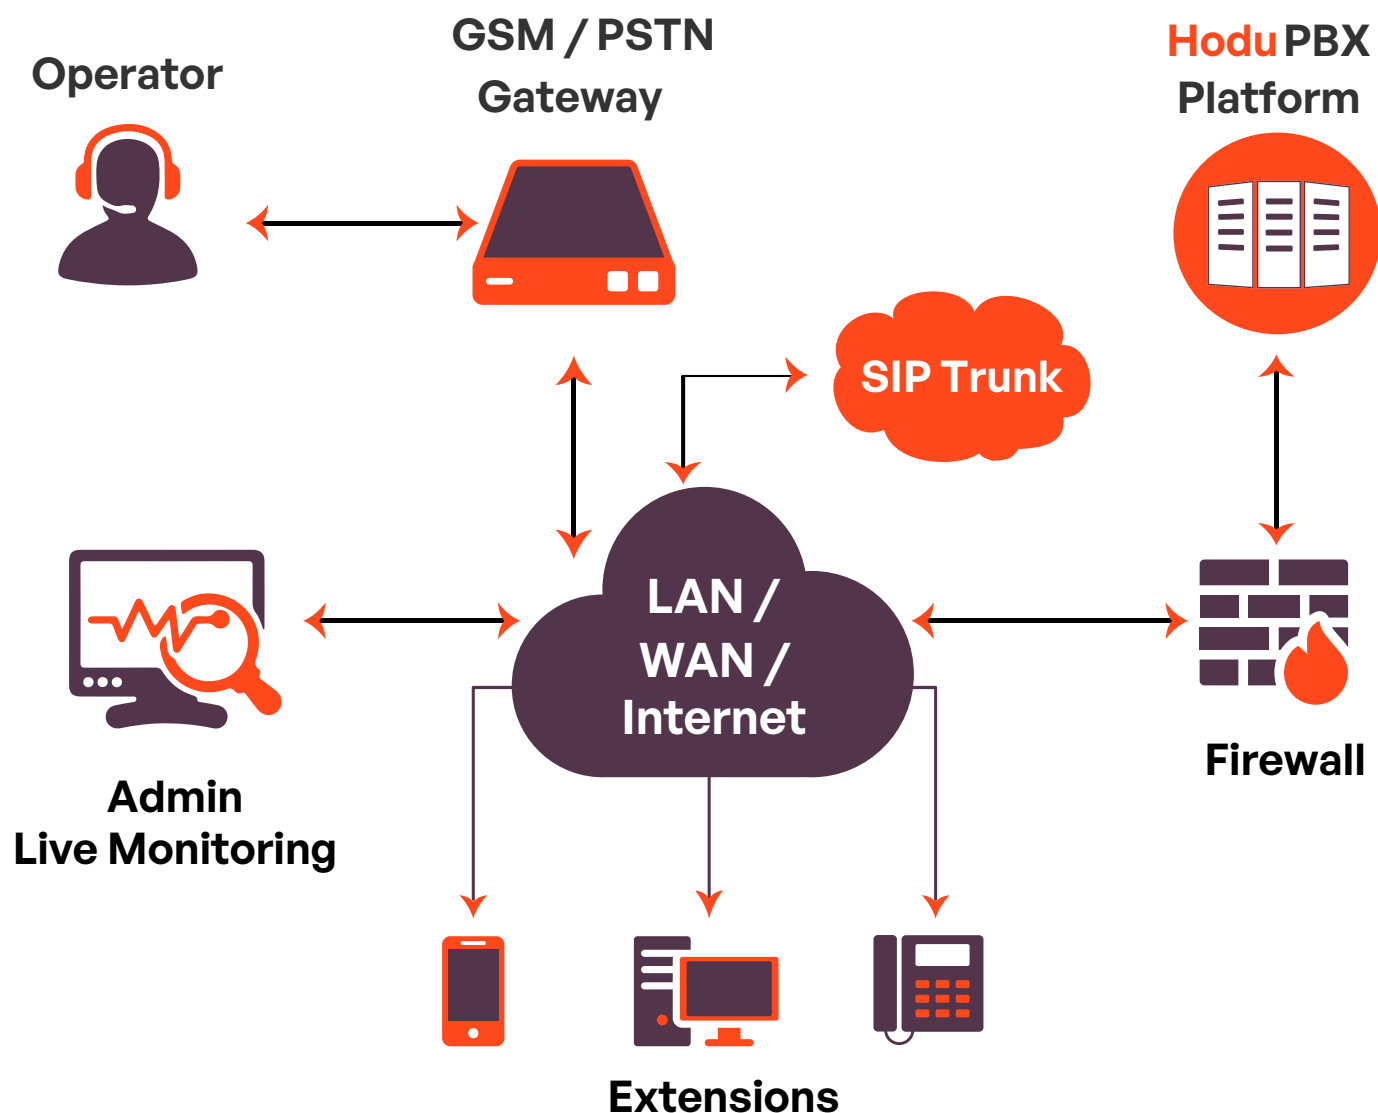 Operator
GSM / PSTN
Gateway
Hodu PBX
Platform
SIP Trunk
LAN /
WAN /
Internet
Admin
Live Monitoring
Firewall
Extensions